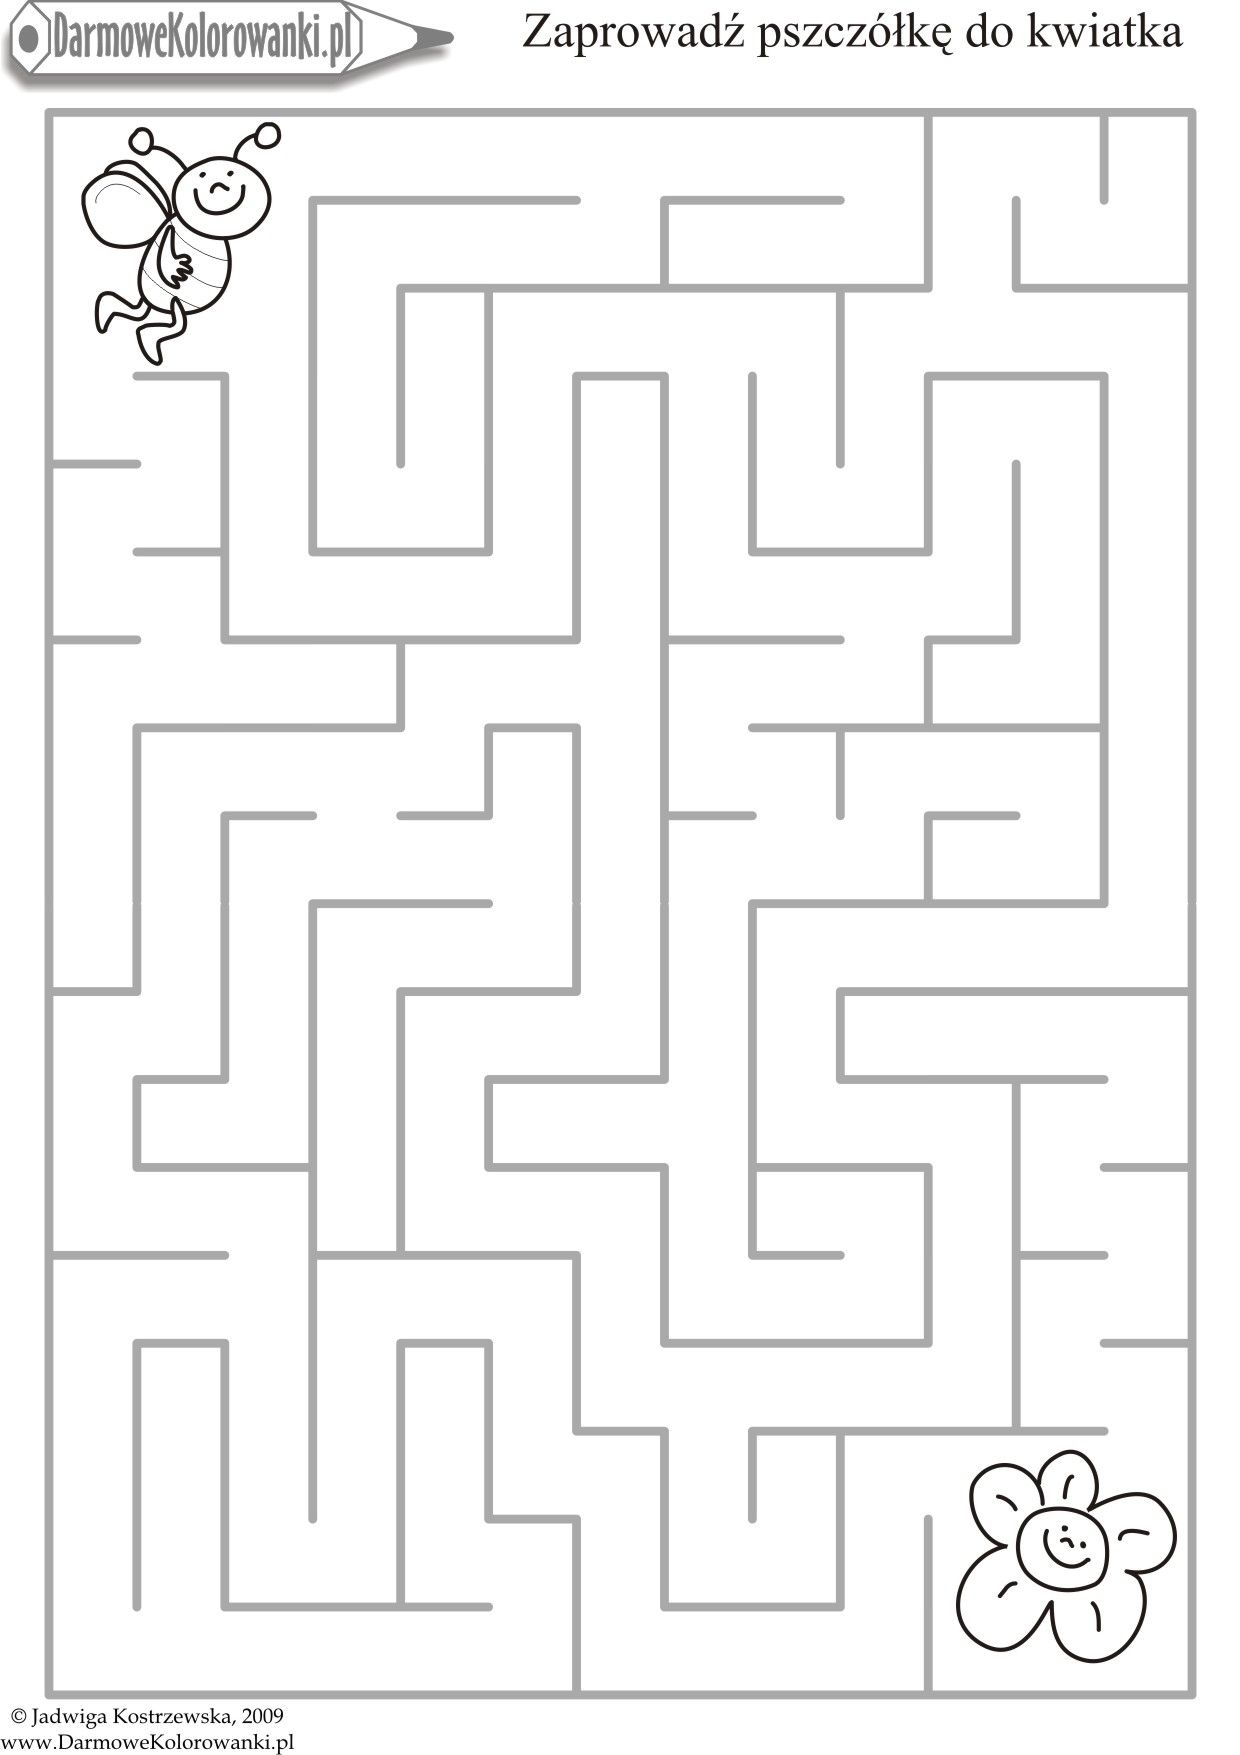 DarmoweKolorowanki.pl
Zaprowadź pszczółkę do kwiatka
© Jadwiga Kostrzewska, 2009
www.DarmoweKolorowanki.pl